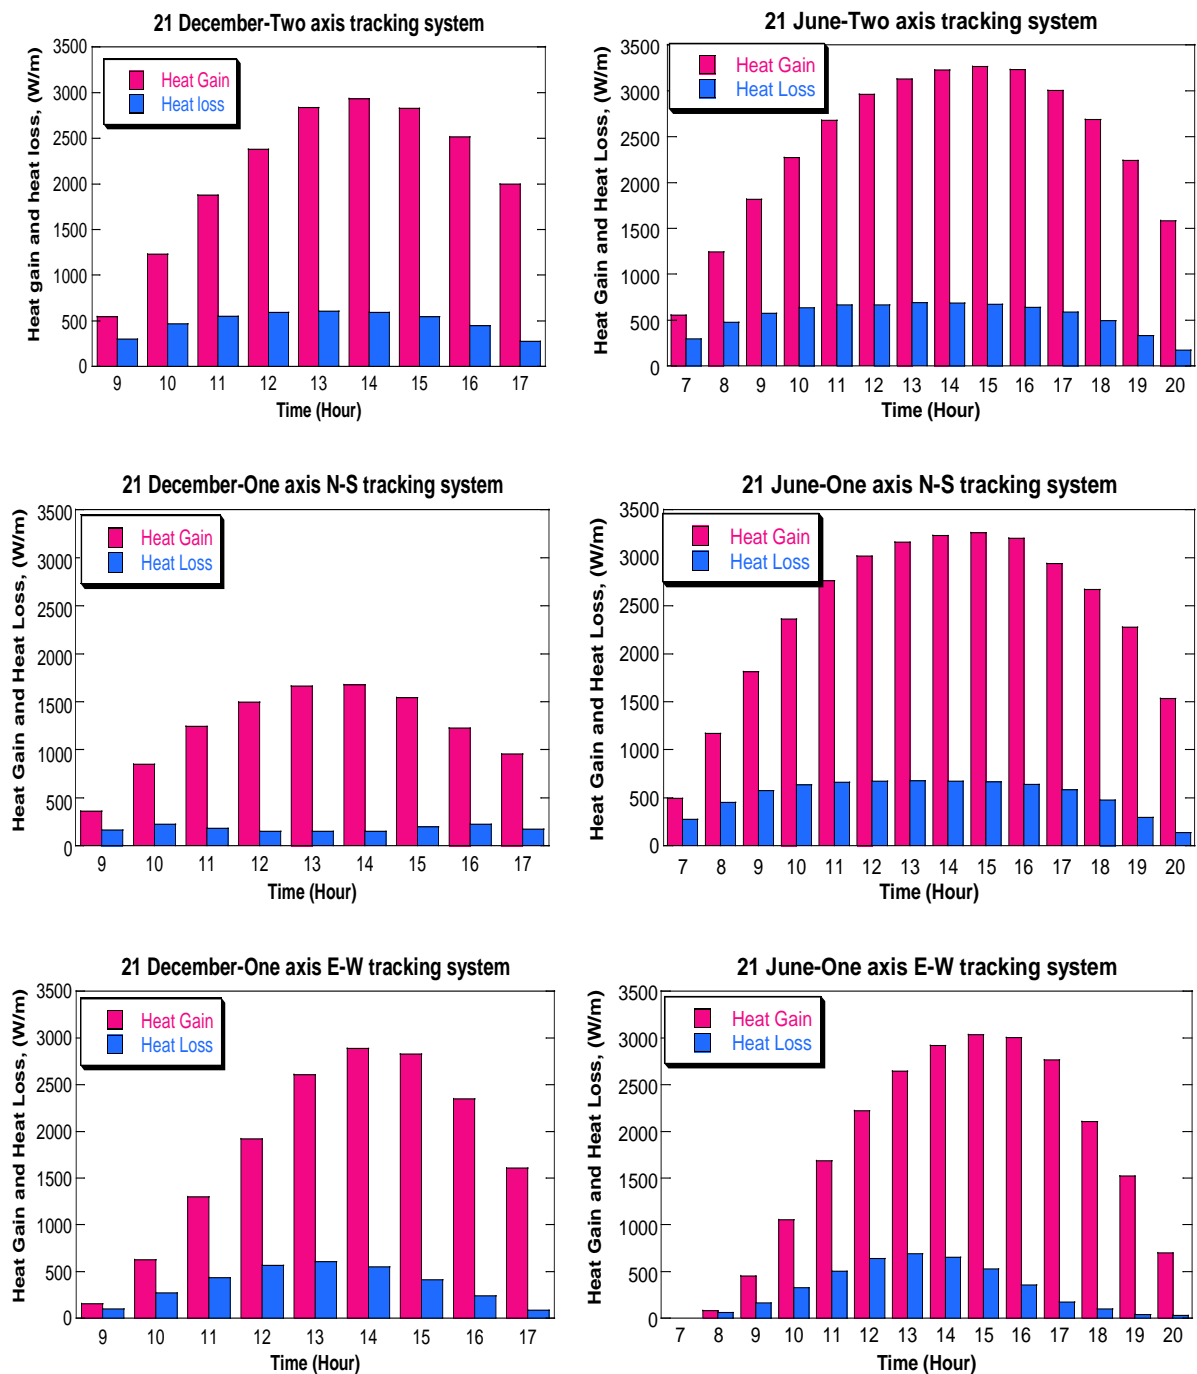 21 December-Two axis tracking system
Heat gain and heat loss, (W/m)
3500
3000
2500
2000
1500
1000
500
0
Heat Gain
Heat loss
9 10 11 12 13 14 15 16 17
Time (Hour)
21 June-Two axis tracking system
Heat Gain and Heat Loss, (W/m)
3500
3000
2500
2000
1500
1000
500
0
Heat Gain
Heat Loss
7 8 9 10 11 12 13 14 15 16 17 18 19 20
Time (Hour)
21 December-One axis N-S tracking system
Heat Gain and Heat Loss, (W/m)
3500
3000
2500
2000
1500
1000
500
0
Heat Gain
Heat Loss
9 10 11 12 13 14 15 16 17
Time (Hour)
21 June-One axis N-S tracking system
Heat Gain and Heat Loss, (W/m)
3500
3000
2500
2000
1500
1000
500
0
Heat Gain
Heat Loss
7 8 9 10 11 12 13 14 15 16 17 18 19 20
Time (Hour)
21 December-One axis E-W tracking system
Heat Gain and Heat Loss, (W/m)
3500
3000
2500
2000
1500
1000
500
0
Heat Gain
Heat Loss
9 10 11 12 13 14 15 16 17
Time (Hour)
21 June-One axis E-W tracking system
Heat Gain and Heat Loss, (W/m)
3500
3000
2500
2000
1500
1000
500
0
Heat Gain
Heat Loss
7 8 9 10 11 12 13 14 15 16 17 18 19 20
Time (Hour)